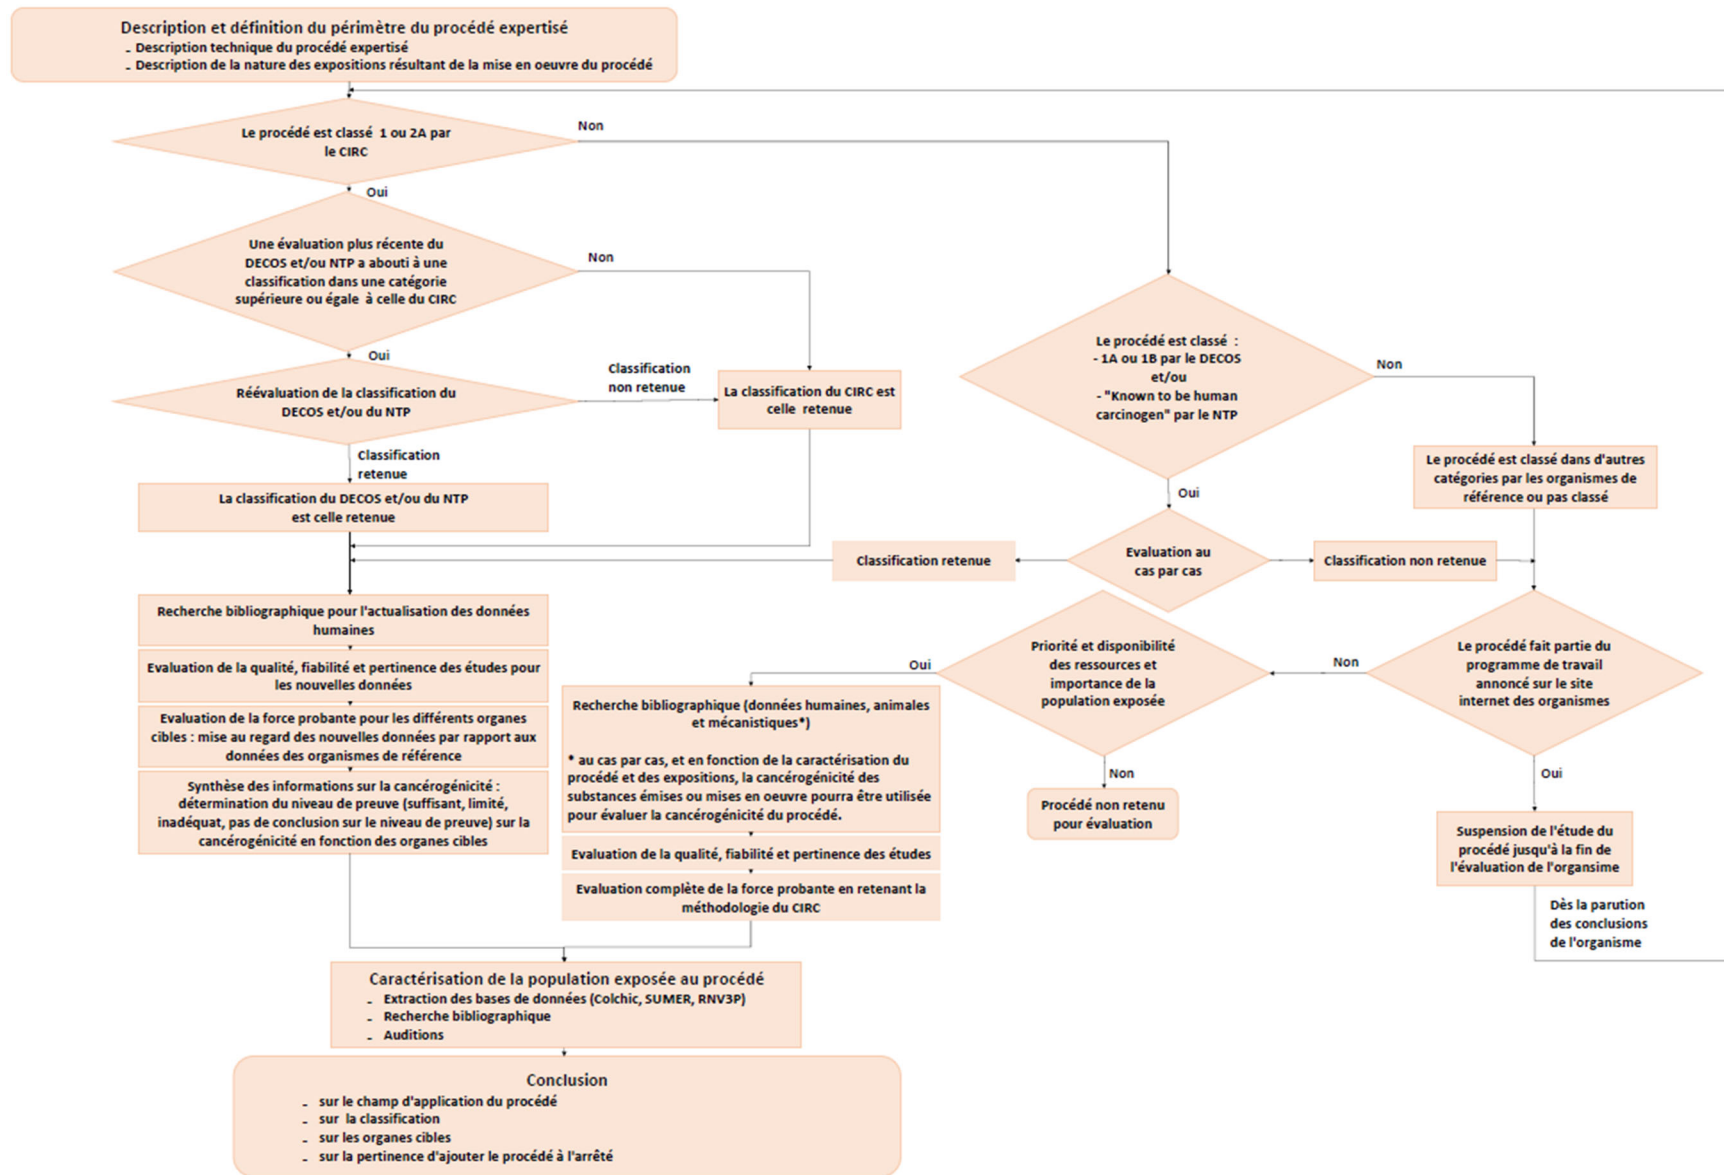 Description et définition du périmètre du procédé expertisé
- Description technique du procédé expertisé
- Description de la nature des expositions résultant de la mise en oeuvre du procédé
Le procédé est classé 1 ou 2A par
le CIRC
Non
Oui
Une évaluation plus récente du
DECOS et/ou NTP a abouti à une
classification dans une catégorie
supérieure ou égale à celle du CIRC
Non
Oui
Réévaluation de la classification du
DECOS et/ou du NTP
Classification
non retenue
La classification du CIRC est
celle retenue
Classification
retenue
La classification du DECOS et/ou du NTP
est celle retenue
Le procédé est classé :
- 1A ou 1B par le DECOS
et/ou
- "Known to be human
carcinogen" par le NTP
Non
Oui
Le procédé est classé dans d'autres
catégories par les organismes de
référence ou pas classé
Classification retenue
Evaluation au
cas par cas
Classification non retenue
Recherche bibliographique pour l'actualisation des données
humaines
Evaluation de la qualité, fiabilité et pertinence des études pour
les nouvelles données
Evaluation de la force probante pour les différents organes
cibles : mise au regard des nouvelles données par rapport aux
données des organismes de référence
Synthèse des informations sur la cancérogénicité :
détermination du niveau de preuve (suffisant, limité,
inadéquat, pas de conclusion sur le niveau de preuve) sur la
cancérogénicité en fonction des organes cibles
Oui
Priorité et disponibilité
des ressources et
importance de la
population exposée
Non
Le procédé fait partie du
programme de travail
annoncé sur le site
internet des organismes
Recherche bibliographique (données humaines, animales
et mécanistiques*)
* au cas par cas, et en fonction de la caractérisation du
procédé et des expositions, la cancérogénicité des
substances émises ou mises en oeuvre pourra être utilisée
pour évaluer la cancérogénicité du procédé.
Evaluation de la qualité, fiabilité et pertinence des études
Evaluation complète de la force probante en retenant la
méthodologie du CIRC
Non
Procédé non retenu
pour évaluation
Oui
Suspension de l'étude du
procédé jusqu'à la fin de
l'évaluation de l'organsime
Dès la parution
des conclusions
de l'organisme
Caractérisation de la population exposée au procédé
- Extraction des bases de données (Colchic, SUMER, RNV3P)
- Recherche bibliographique
- Auditions
Conclusion
- sur le champ d'application du procédé
- sur la classification
- sur les organes cibles
- sur la pertinence d'ajouter le procédé à l'arrêté